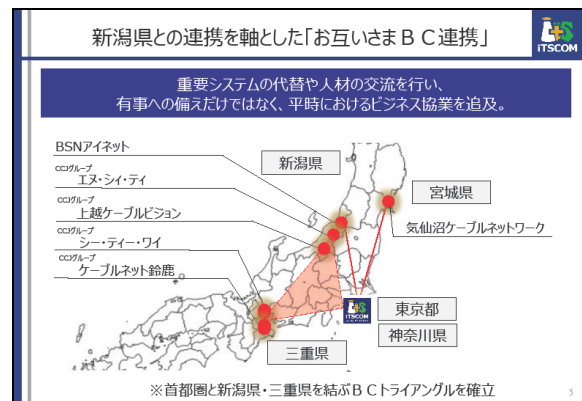 新潟県との連携を軸とした「お互いさまＢＣ連携」
iTSCOM
重要システムの代替や人材の交流を行い、
有事への備えだけではなく、平時におけるビジネス協業を追及。
BSNアイネット
CCJグループ
エヌ・シィ・ティ
CCJグループ
上越ケーブルビジョン
CCJグループ
シー・ティー・ワイ
CCJグループ
ケーブルネット鈴鹿
新潟県
宮城県
気仙沼ケーブルネットワーク
iTSCOM
東京都
神奈川県
三重県
※首都圏と新潟県・三重県を結ぶＢＣトライアングルを確立
5